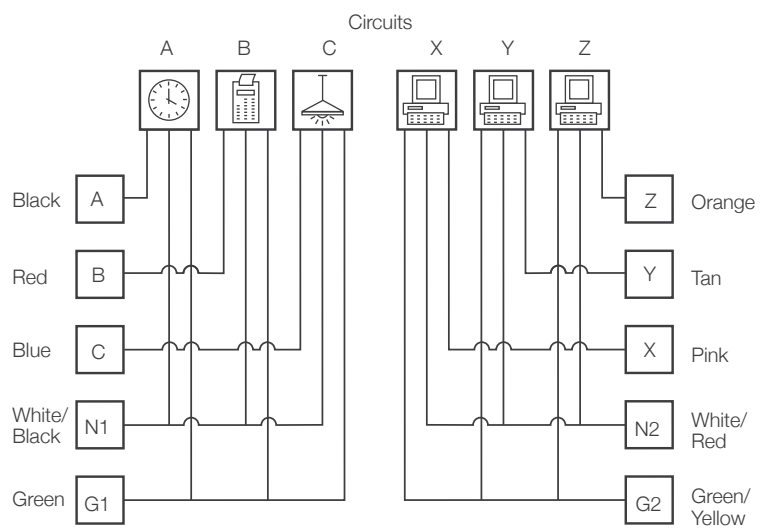 Circuits
A B C X Y Z
Black A
Z Orange
Red B
Y Tan
Blue C
X Pink
White/
Black N1
N2 White/
Red
Green G1
G2 Green/
Yellow